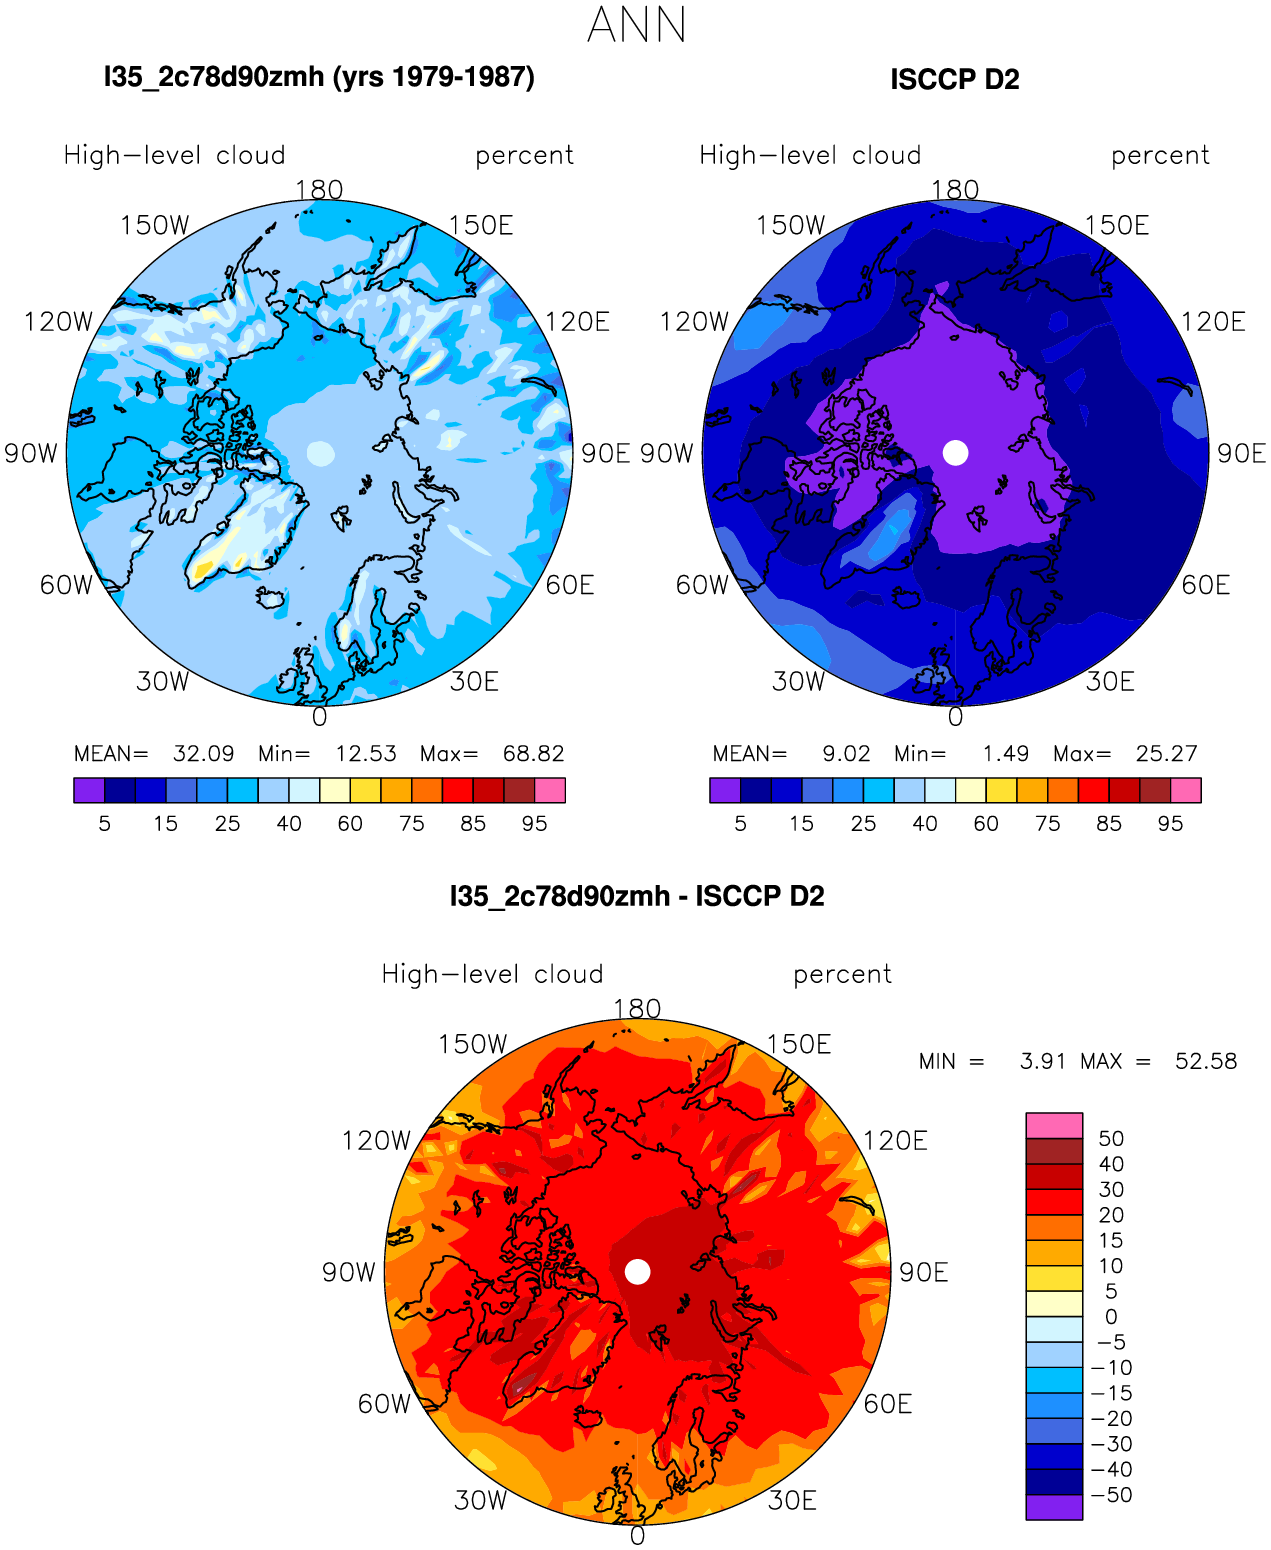 ANN
I35_2c78d90zmh (yrs 1979-1987)
High-level cloud percent
180
150W 150E
120W 120E
90W 90E
60W 60E
30W 30E
0
MEAN= 32.09 Min= 12.53 Max= 68.82
5 15 25 40 60 75 85 95
ISCCP D2
High-level cloud percent
180
150W 150E
120W 120E
90W 90E
60W 60E
30W 30E
0
MEAN= 9.02 Min= 1.49 Max= 25.27
5 15 25 40 60 75 85 95
I35_2c78d90zmh - ISCCP D2
High-level cloud percent
180
150W 150E
120W 120E
90W 90E
60W 60E
30W 30E
0
MIN = 3.91 MAX = 52.58
50
40
30
20
15
10
5
0
-5
-10
-15
-20
-30
-40
-50